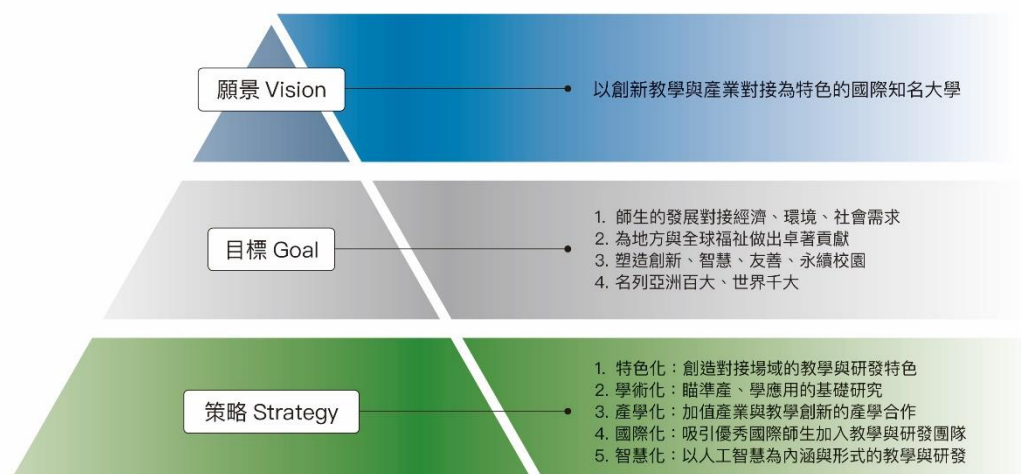 願景 Vision
以創新教學與產業對接為特色的國際知名大學
目標 Goal
1. 師生的發展對接經濟、環境、社會需求
2. 為地方與全球福祉做出卓著貢獻
3. 塑造創新、智慧、友善、永續校園
4. 名列亞洲百大、世界千大
策略 Strategy
1. 特色化：創造對接場域的教學與研發特色
2. 學術化：瞄準產、學應用的基礎研究
3. 產學化：加值產業與教學創新的產學合作
4. 國際化：吸引優秀國際師生加入教學與研發團隊
5. 智慧化：以人工智慧為內涵與形式的教學與研發